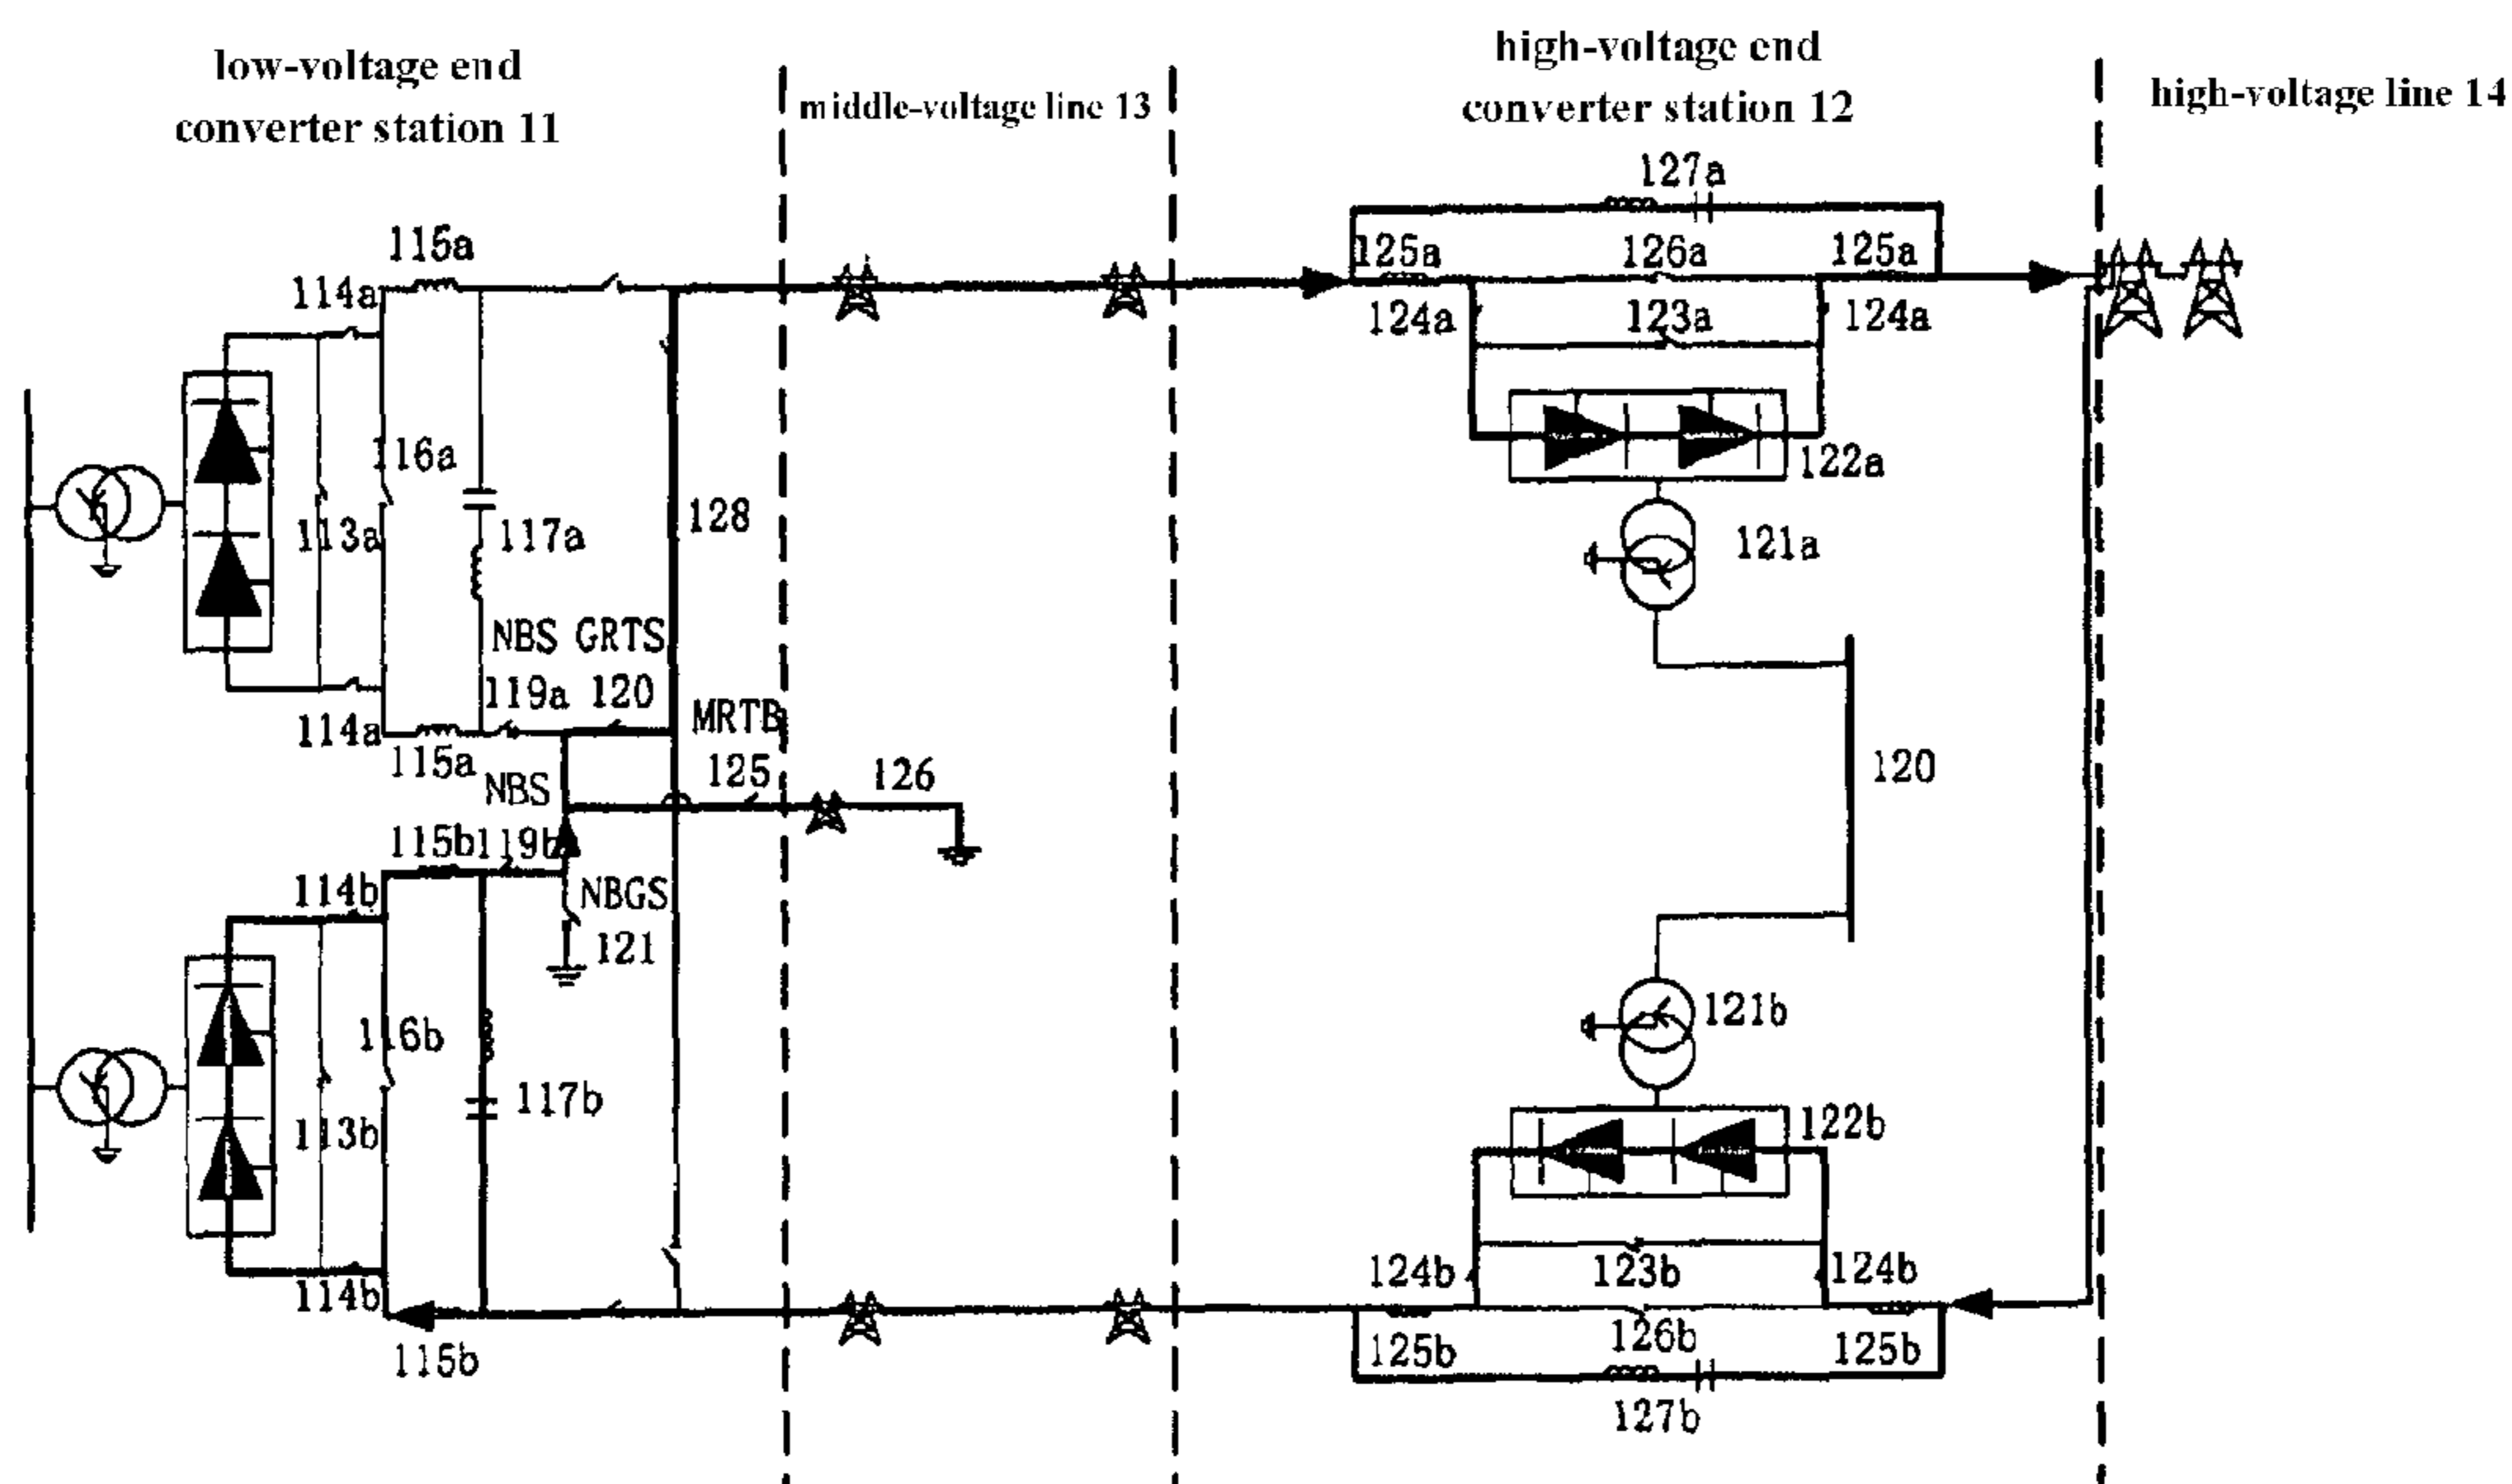 low-voltage end
converter station 11
middle-voltage line 13
high-voltage end
converter station 12
high-voltage line 14
127a
115a
125a 126a 125a
114a
124a 123a 124a
116a
122a
128
113a 117a
121a
NBS GRTS
119a 120
MRTB
114a
115a
125 126
120
NBS
115b 119b
114b
NBGS
121
121b
116b
117b
122b
113b
124b 123b 124b
114b
126b
115b
125b 125b
127b